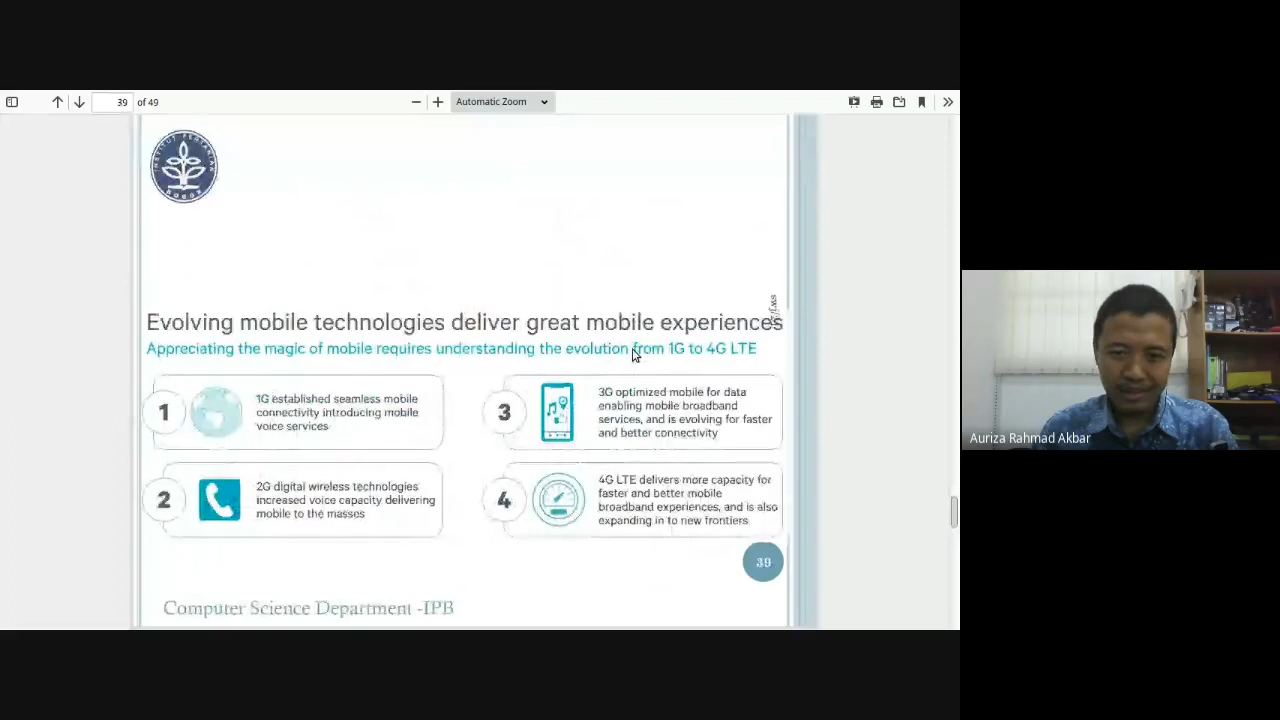 39 of 49
Automatic Zoom
INSTITUT PERTANIAN
BOGOR
Evolving mobile technologies deliver great mobile experiences
Appreciating the magic of mobile requires understanding the evolution from 1G to 4G LTE
1
1G established seamless mobile
connectivity introducing mobile
voice services
2
2G digital wireless technologies
increased voice capacity delivering
mobile to the masses
3
3G optimized mobile for data
enabling mobile broadband
services, and is evolving for faster
and better connectivity
4
4G LTE delivers more capacity for
faster and better mobile
broadband experiences, and is also
expanding in to new frontiers
39
Computer Science Department -IPB
Auriza Rahmad Akbar